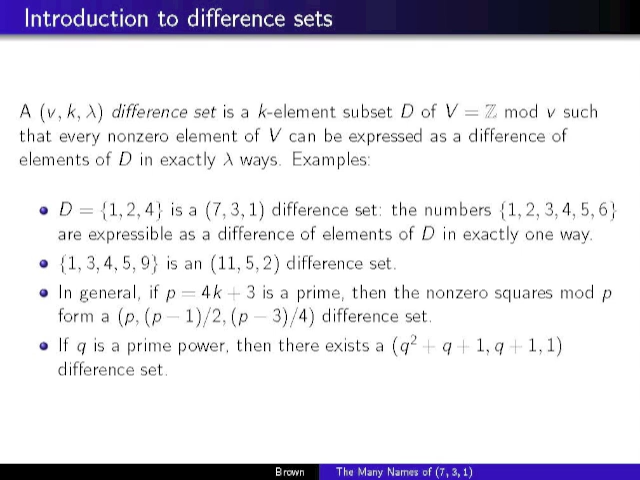 Introduction to difference sets
A (v, k, λ) difference set is a k-element subset D of V = ℤ mod v such
that every nonzero element of V can be expressed as a difference of
elements of D in exactly λ ways. Examples:
D = {1, 2, 4} is a (7, 3, 1) difference set: the numbers {1, 2, 3, 4, 5, 6}
are expressible as a difference of elements of D in exactly one way.
{1, 3, 4, 5, 9} is an (11, 5, 2) difference set.
In general, if p = 4k + 3 is a prime, then the nonzero squares mod p
form a (p, (p − 1)/2, (p − 3)/4) difference set.
If q is a prime power, then there exists a (q² + q + 1, q + 1, 1)
difference set.
Brown The Many Names of (7, 3, 1)